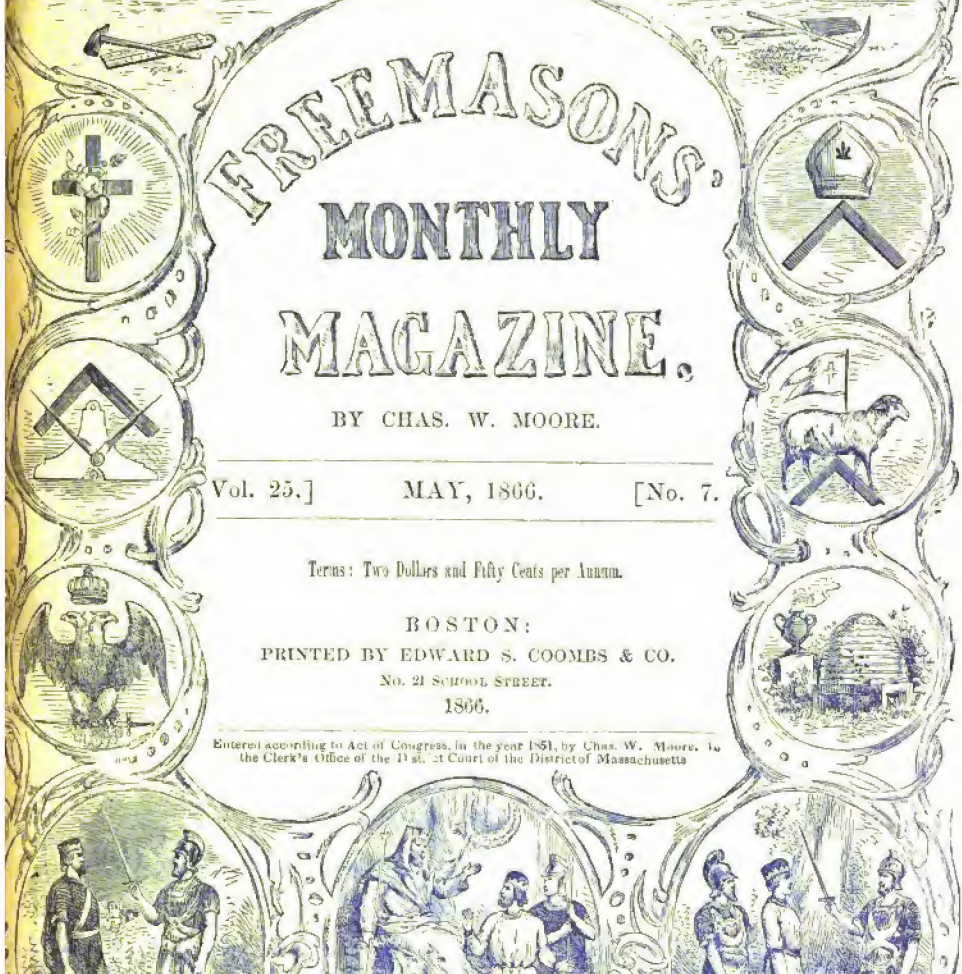 FREEMASONS'
MONTHLY
MAGAZINE.
BY CHAS. W. MOORE.
Vol. 25.] MAY, 1866. [No. 7.
Terms: Two Dollars and Fifty Cents per Annum.
BOSTON:
PRINTED BY EDWARD S. COOMBS & CO.
No. 21 School Street.
1866.
Entered according to Act of Congress, in the year 1851, by Chas. W. Moore,
the Clerk's Office of the Court of the District of Massachusetts